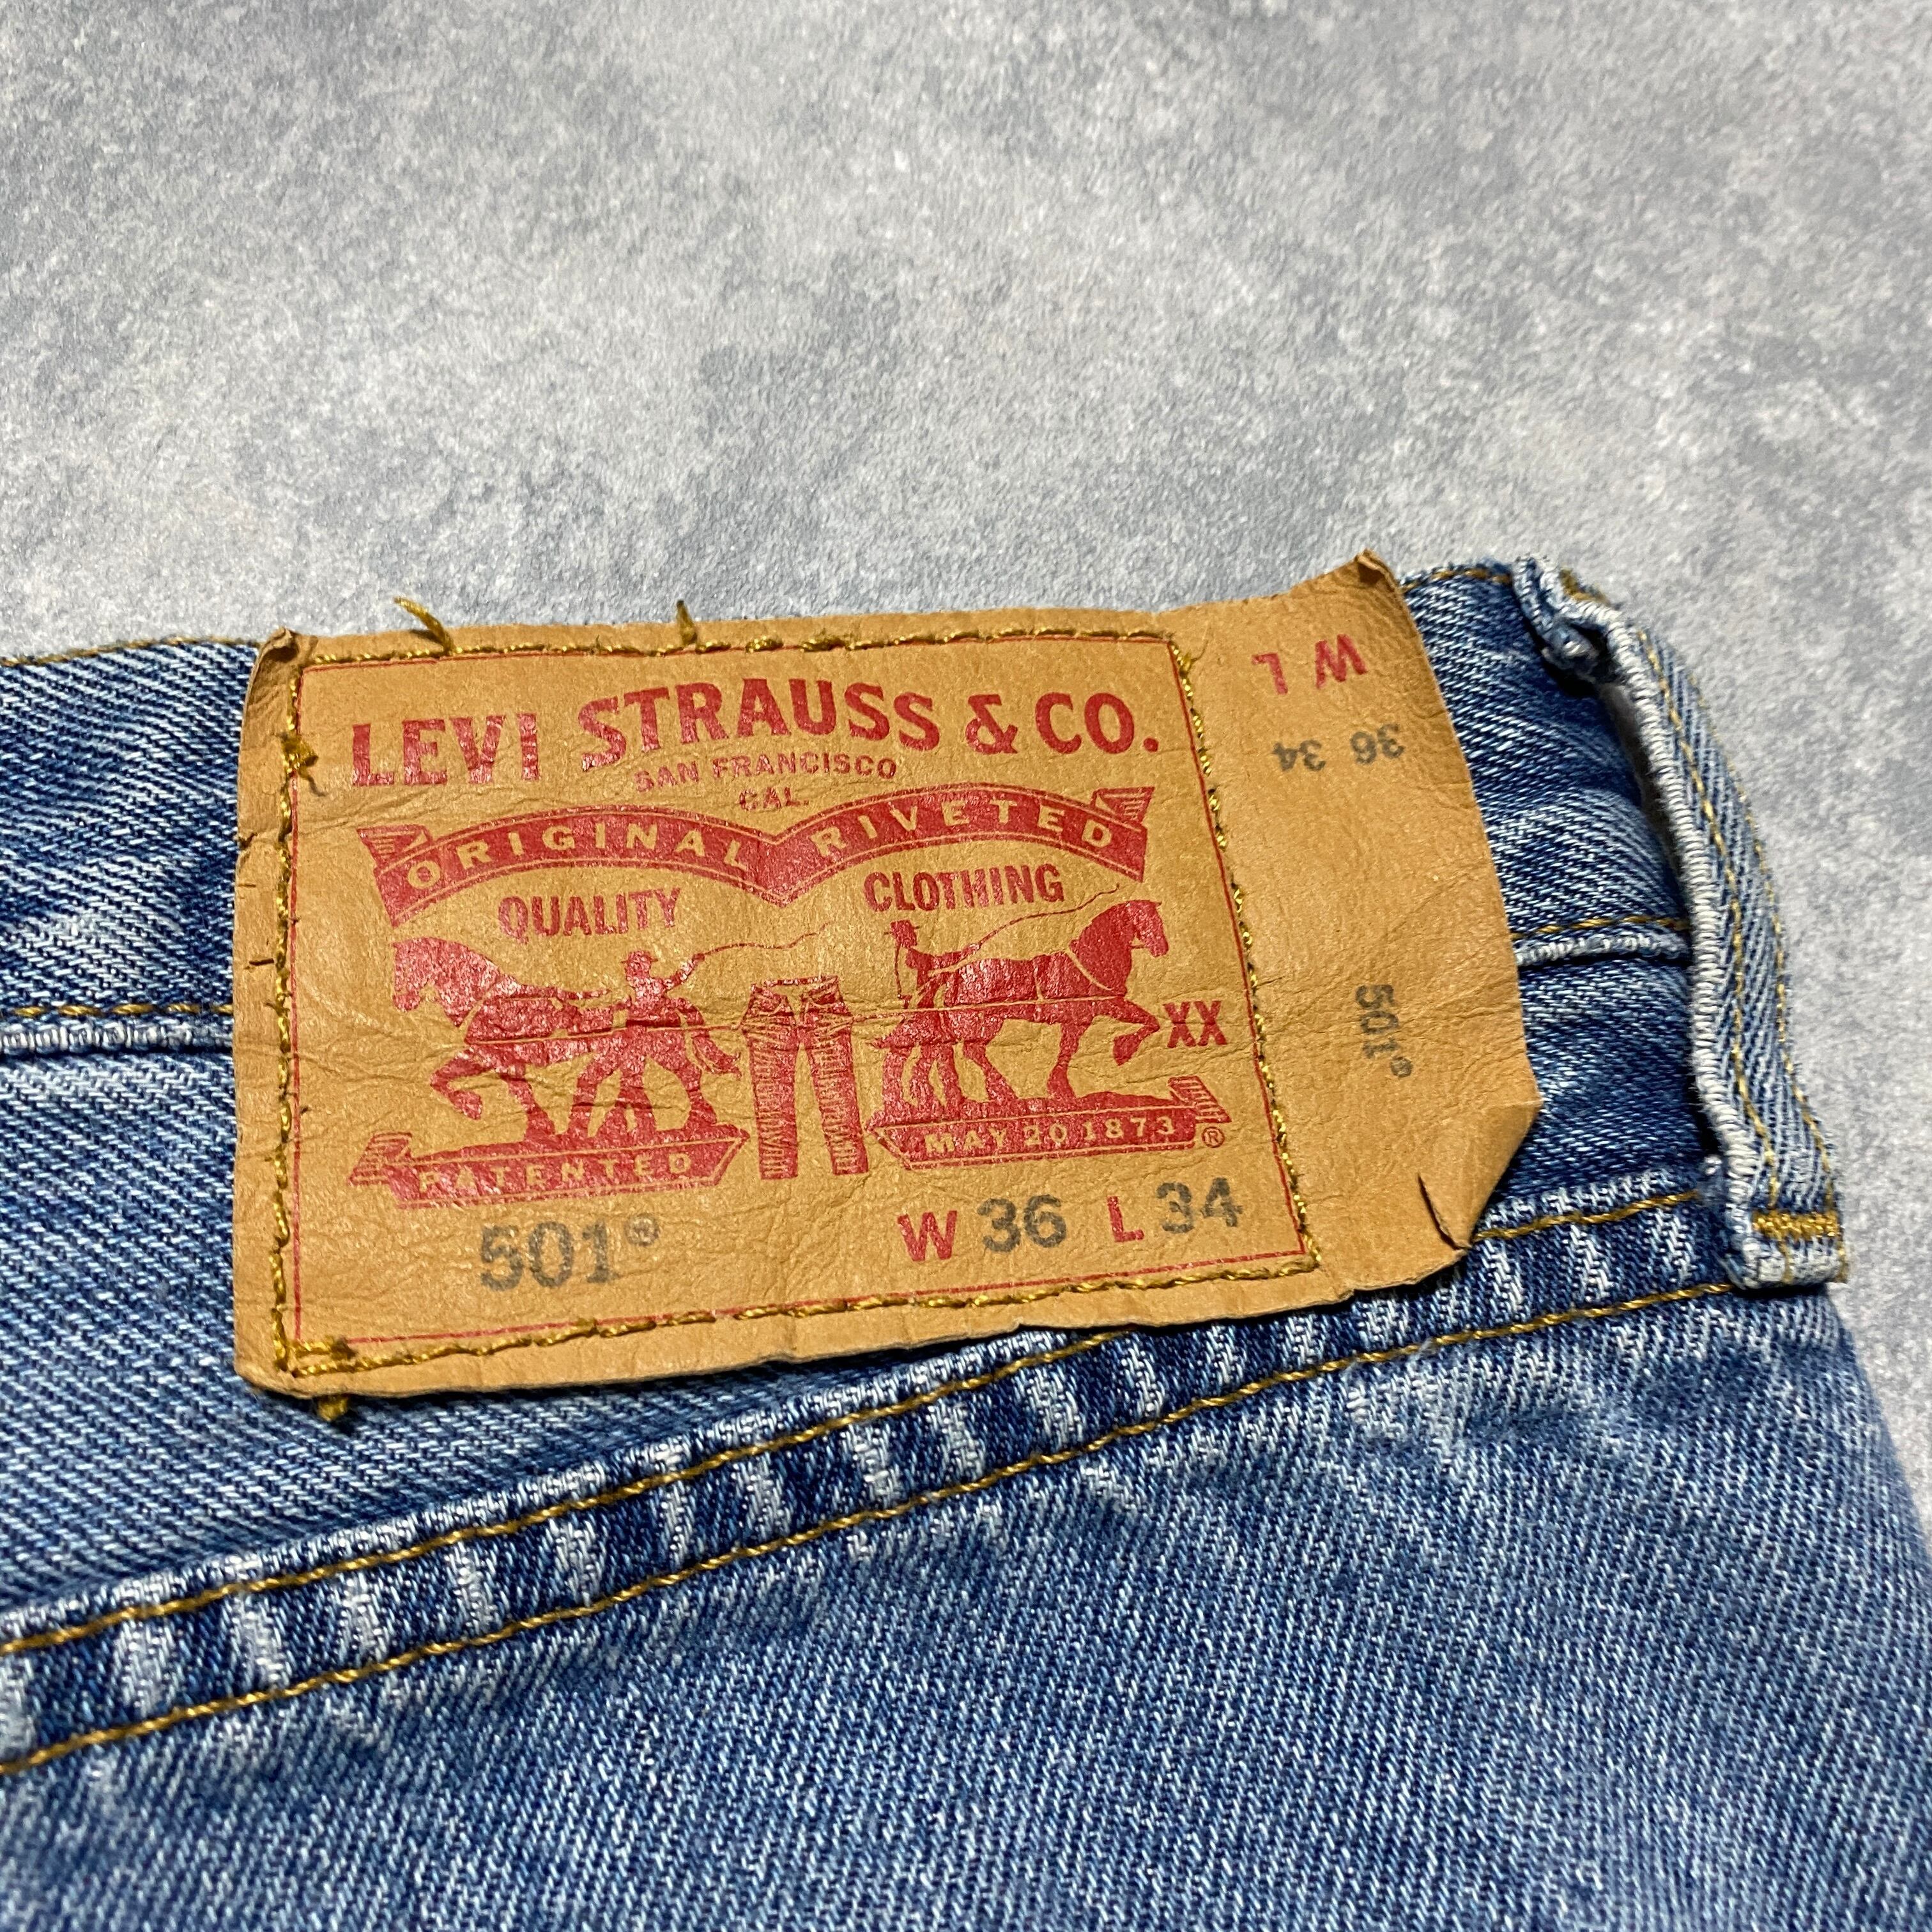 LEVI STRAUSS & CO.
SAN FRANCISCO
CAL.
ORIGINAL RIVETED
QUALITY CLOTHING
XX
PATENTED MAY 20 1873 ®
501® W 36 L 34
W L
36 34
501®